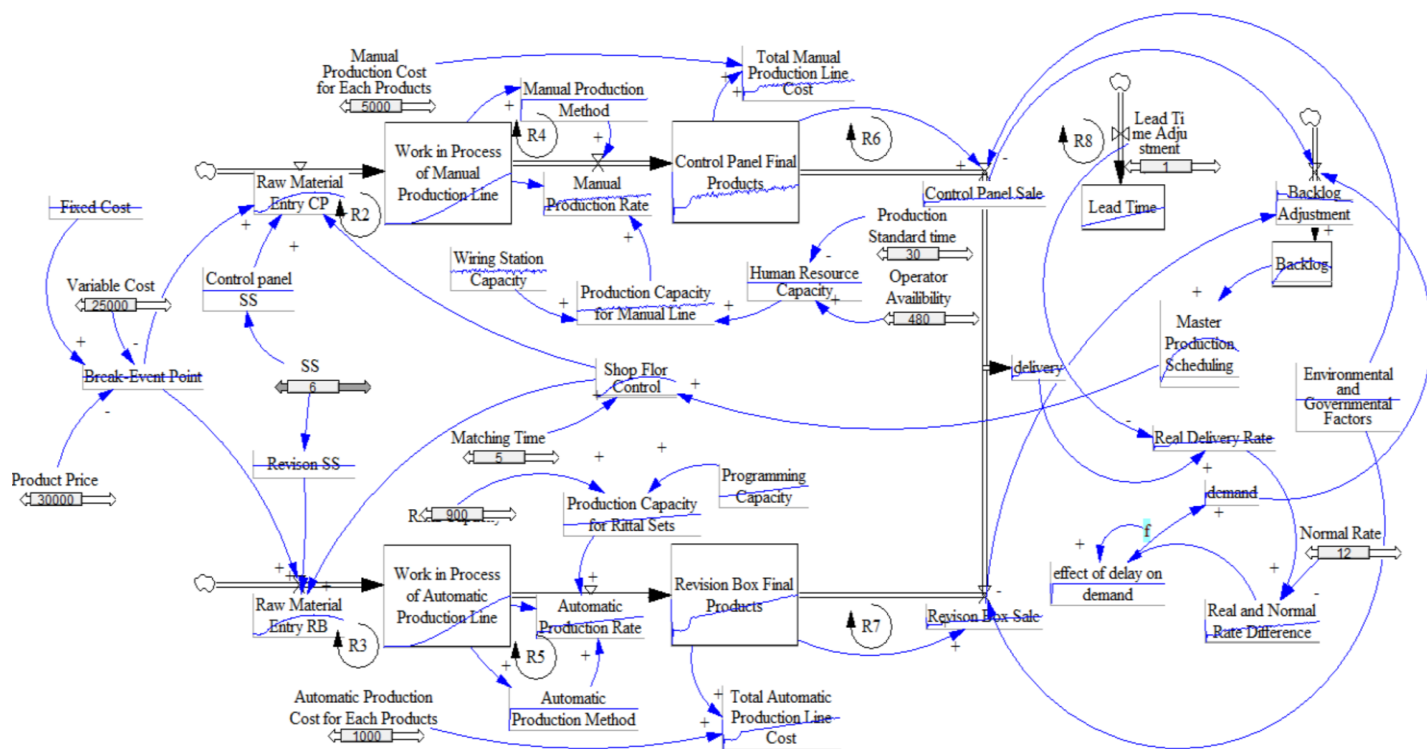 Manual
Production Cost
for Each Products
5000
+
Manual Production
Method
+
+
Total Manual
Production Line
Cost
+
+
R4
R6
R8
Lead Ti
me Adju
stment
1
Work in Process
of Manual
Production Line
Control Panel Final
Products
+
-
Raw Material
Entry CP
R2
Manual
Production Rate
+
Control Panel Sale
Lead Time
Backlog
Adjustment
+
+
Fixed Cost
+
+
Production
Standard time
30
-
Backlog
Wiring Station
Capacity
Human Resource
Capacity
Operator
Availibility
480
+
Variable Cost
25000
Control panel
SS
+
Production Capacity
for Manual Line
+
+
Master
Production
Scheduling
+
-
Break-Event Point
-
SS
6
Shop Flor
Control
+
+
delivery
Environmental and
Governmental
Factors
Matching Time
5
+
+
-
Real Delivery Rate
+
Product Price
30000
Revison SS
900
Programming
Capacity
Production Capacity
for Rittal Sets
demand
+
f
+
Normal Rate
12
Work in Process
of Automatic
Production Line
Revision Box Final
Products
effect of delay on
demand
+
-
+
+
+
-
Raw Material
Entry RB
R3
Automatic
Production Rate
+
R7
Revison Box Sale
+
Real and Normal
Rate Difference
R5
+
+
Automatic Production
Cost for Each Products
1000
Automatic
Production Method
+
+
Total Automatic
Production Line
Cost